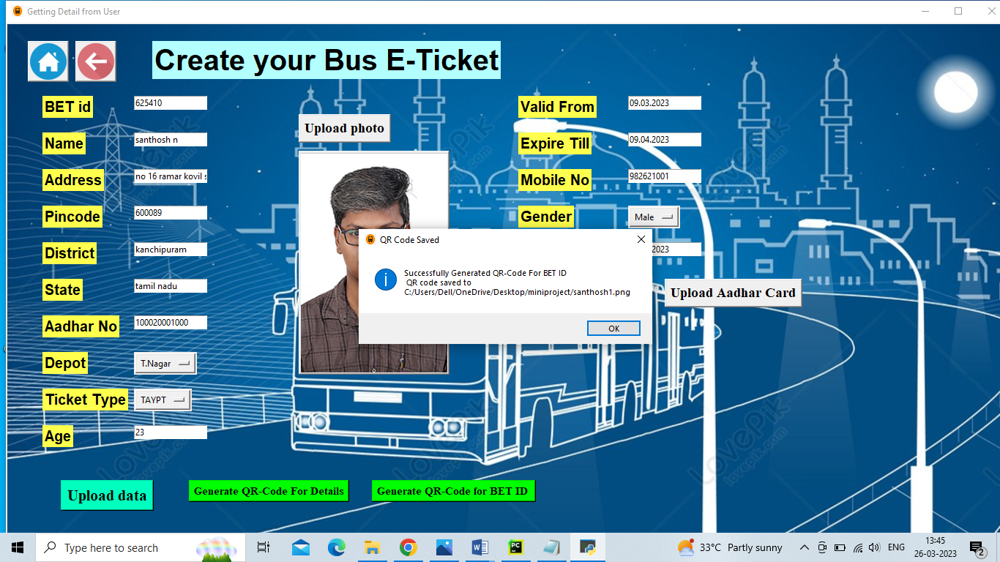 Getting Detail from User
Create your Bus E-Ticket
BET id
625410
Name
santhosh n
Address
no 16 ramar kovil s
Pincode
600089
District
kanchipuram
State
tamil nadu
Aadhar No
100020001000
Depot
T.Nagar
Ticket Type
TAYPT
Age
23
Upload photo
Valid From
09.03.2023
Expire Till
09.04.2023
Mobile No
982621001
Gender
Male
.2023
Upload Aadhar Card
QR Code Saved
Successfully Generated QR-Code For BET ID
QR code saved to
C:/Users/Dell/OneDrive/Desktop/miniproject/santhosh1.png
OK
Upload data
Generate QR-Code For Details
Generate QR-Code for BET ID
Lovepik
lovepik.com
Type here to search
33°C Partly sunny
ENG
13:45
26-03-2023
2